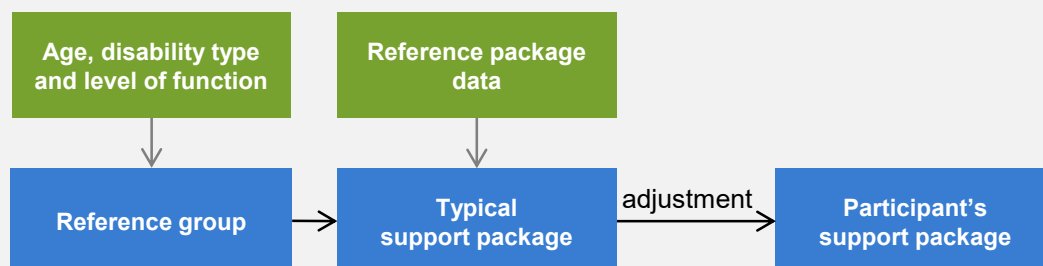 Age, disability type
and level of function
Reference package
data
Reference group
Typical
support package
adjustment
Participant's
support package